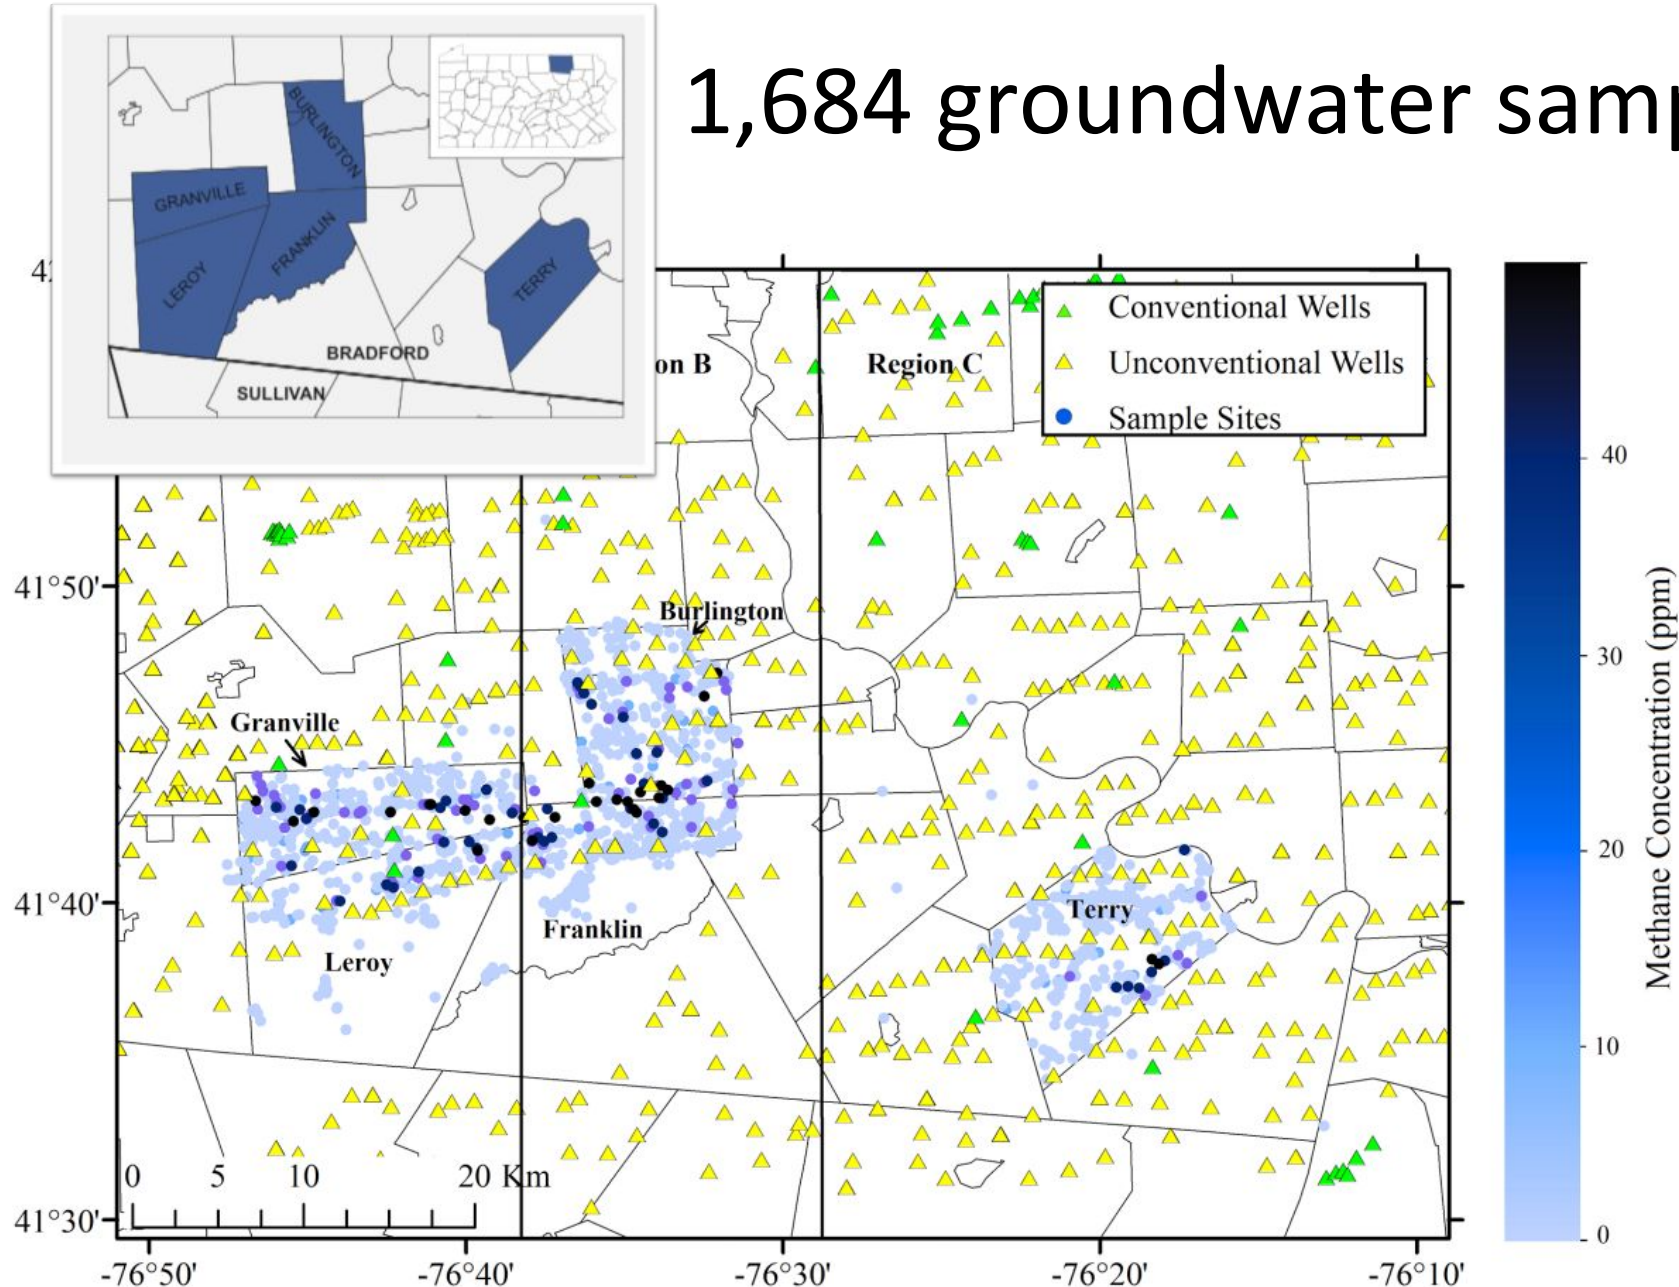 1,684 groundwater samp
BURLINGTON
GRANVILLE
FRANKLIN
LEROY
TERRY
BRADFORD
SULLIVAN
4
on B
Region C
Conventional Wells
Unconventional Wells
Sample Sites
Burlington
Granville
Terry
Franklin
Leroy
41°50'
41°40'
41°30'
0 5 10 20 Km
-76°50' -76°40' -76°30' -76°20' -76°10'
40
30
20
10
0
Methane Concentration (ppm)